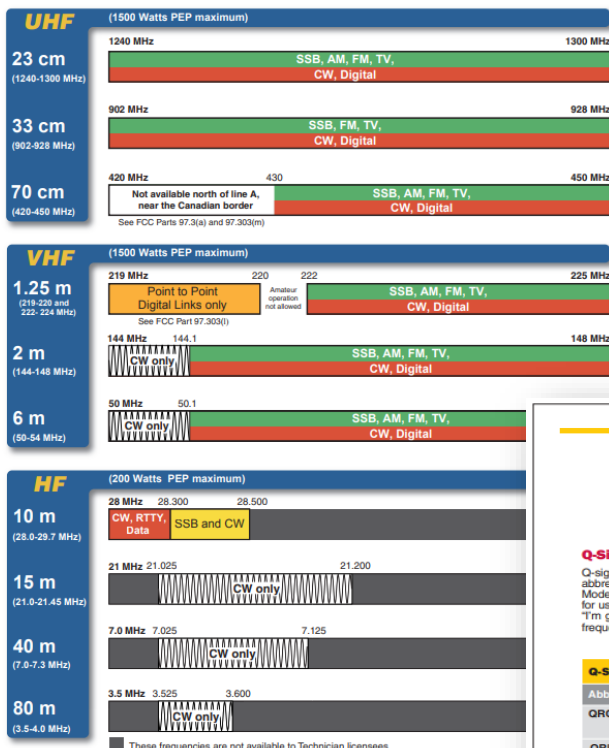 UHF
(1500 Watts PEP maximum)
23 cm
(1240-1300 MHz)
1240 MHz 1300 MHz
SSB, AM, FM, TV,
CW, Digital
33 cm
(902-928 MHz)
902 MHz 928 MHz
SSB, FM, TV,
CW, Digital
70 cm
(420-450 MHz)
420 MHz 430 450 MHz
Not available north of line A,
near the Canadian border
SSB, AM, FM, TV,
CW, Digital
See FCC Parts 97.3(a) and 97.303(m)
VHF
(1500 Watts PEP maximum)
1.25 m
(219-220 and
222- 224 MHz)
219 MHz 220 222 225 MHz
Point to Point
Digital Links only
Amateur
operation
not allowed
SSB, AM, FM, TV,
CW, Digital
See FCC Part 97.303(l)
2 m
(144-148 MHz)
144 MHz 144.1 148 MHz
CW only
SSB, AM, FM, TV,
CW, Digital
6 m
(50-54 MHz)
50 MHz 50.1
CW only
SSB, AM, FM, TV,
CW, Digital
HF
(200 Watts PEP maximum)
10 m
(28.0-29.7 MHz)
28 MHz 28.300 28.500
CW, RTTY,
Data
SSB and CW
15 m
(21.0-21.45 MHz)
21 MHz 21.025 21.200
CW only
40 m
(7.0-7.3 MHz)
7.0 MHz 7.025 7.125
CW only
80 m
(3.5-4.0 MHz)
3.5 MHz 3.525 3.600
CW only
These frequencies are not available to Technician licensees
Q-sig
abbre
Mode
for us
"I'm g
freque
Q-S
Abb